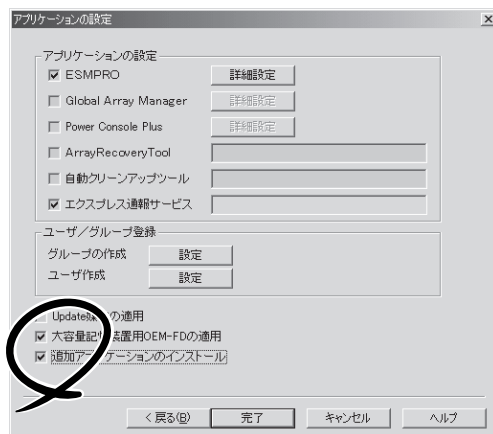 アプリケーションの設定
アプリケーションの設定
ESMPRO 詳細設定
Global Array Manager 詳細設定
Power Console Plus 詳細設定
ArrayRecoveryTool
自動クリーンアップツール
エクスプレス通報サービス
ユーザ/グループ登録
グループの作成 設定
ユーザ作成 設定
Update の適用
大容量記憶装置用OEM-FDの適用
追加アプリケーションのインストール
< 戻る(B) 完了 キャンセル ヘルプ